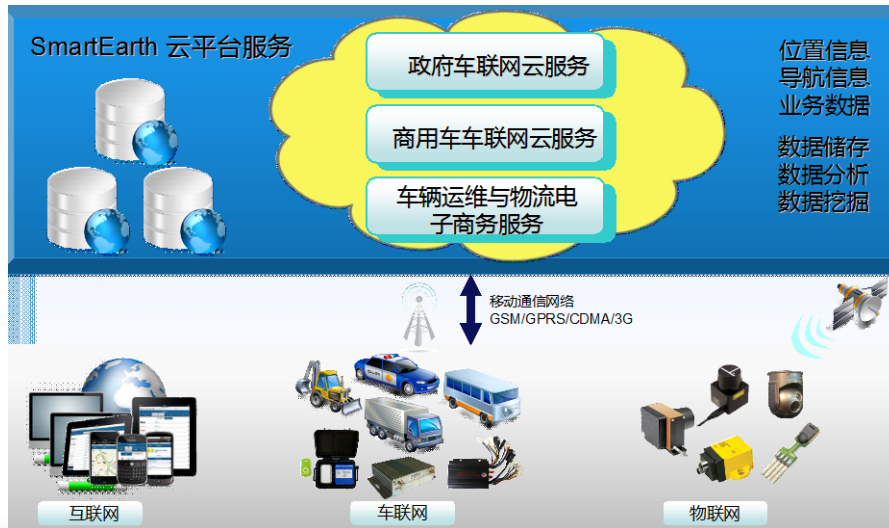 SmartEarth 云平台服务
政府车联网云服务
商用车车联网云服务
车辆运维与物流电
子商务服务
位置信息
导航信息
业务数据
数据储存
数据分析
数据挖掘
移动通信网络
GSM/GPRS/CDMA/3G
互联网
车联网
物联网